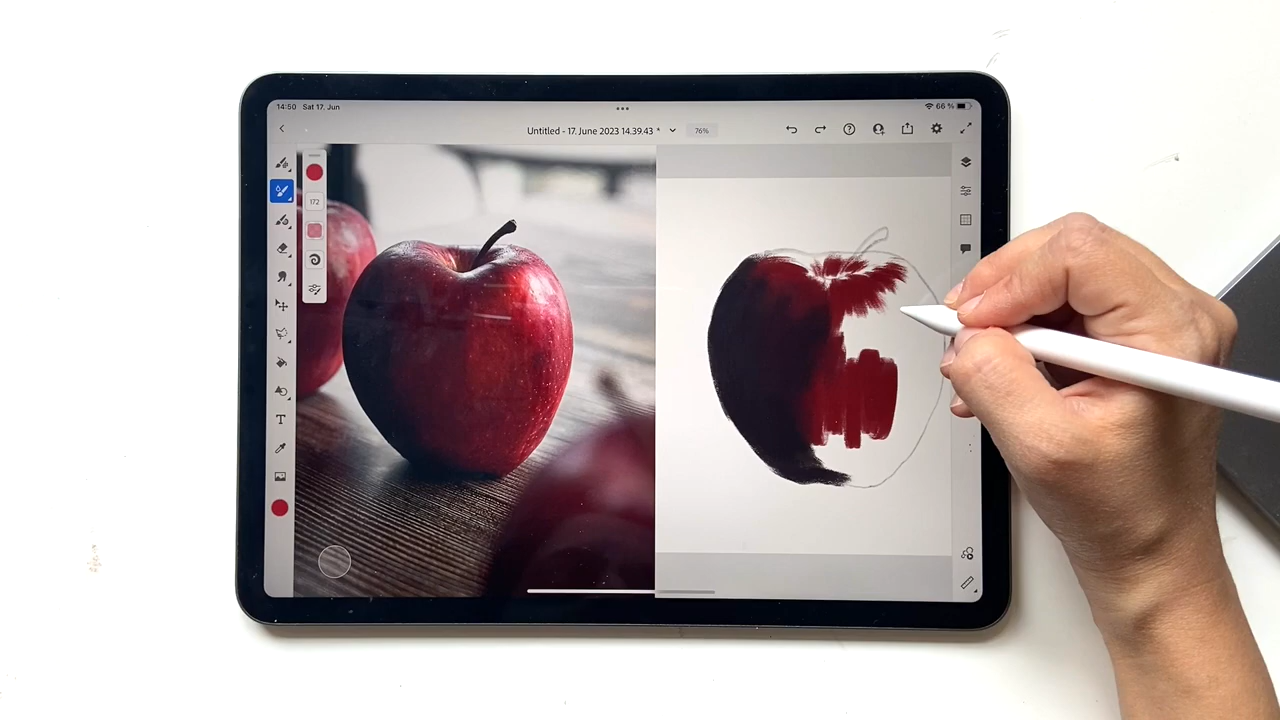 14:50 Sat 17. Jun
66 %
Untitled - 17. June 2023 14.39.43 *
76%
172
T